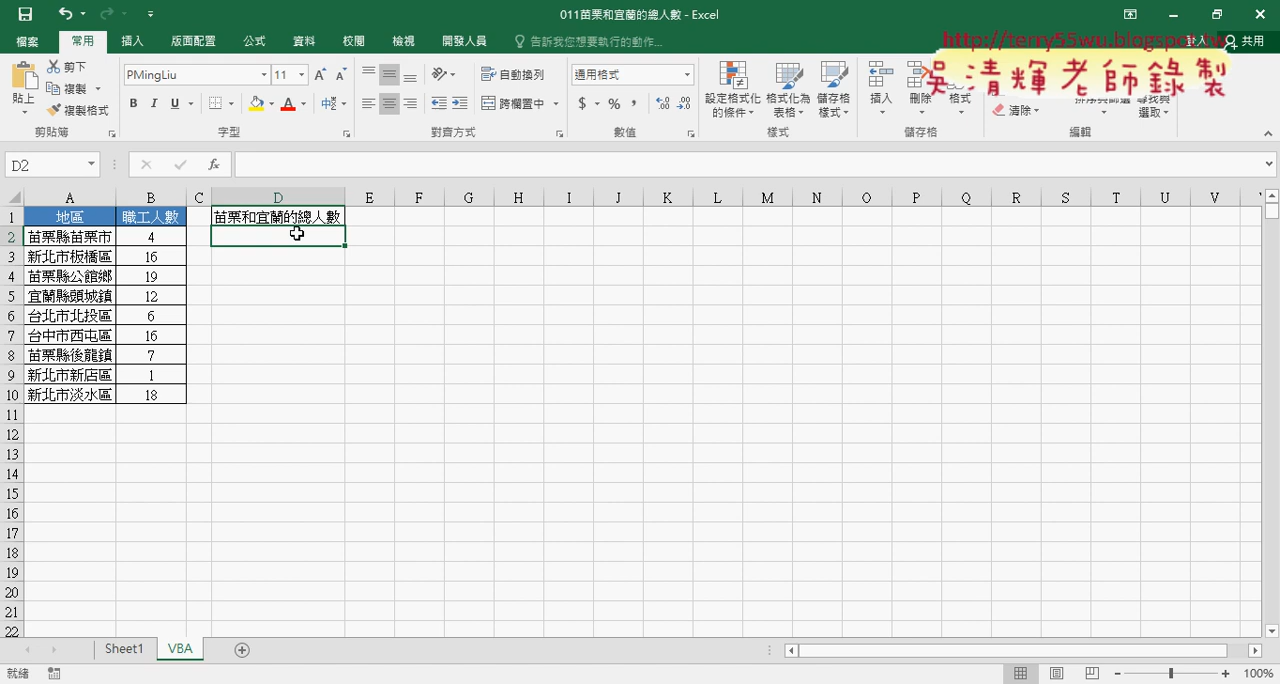 011苗栗和宜蘭的總人數 - Excel
檔案 常用 插入 版面配置 公式 資料 校閱 檢視 開發人員 告訴我您想要執行的動作... 登入 共用
http://terry55wu.blogspot.tw
吳清輝老師錄製
貼上 剪下 複製 複製格式
PMingLiu 11
B I U
自動換列
跨欄置中
通用格式
$ % ,
設定格式化的條件 格式化為表格 儲存格樣式
插入 刪除 格式
清除 尋找與選取
剪貼簿 字型 對齊方式 數值 樣式 儲存格 編輯
D2 fx
A B C D E F G H I J K L M N O P Q R S T U V
1 地區 職工人數 苗栗和宜蘭的總人數
2 苗栗縣苗栗市 4
3 新北市板橋區 16
4 苗栗縣公館鄉 19
5 宜蘭縣頭城鎮 12
6 台北市北投區 6
7 台中市西屯區 16
8 苗栗縣後龍鎮 7
9 新北市新店區 1
10 新北市淡水區 18
11
12
13
14
15
16
17
18
19
20
21
22
Sheet1 VBA
就緒 100%